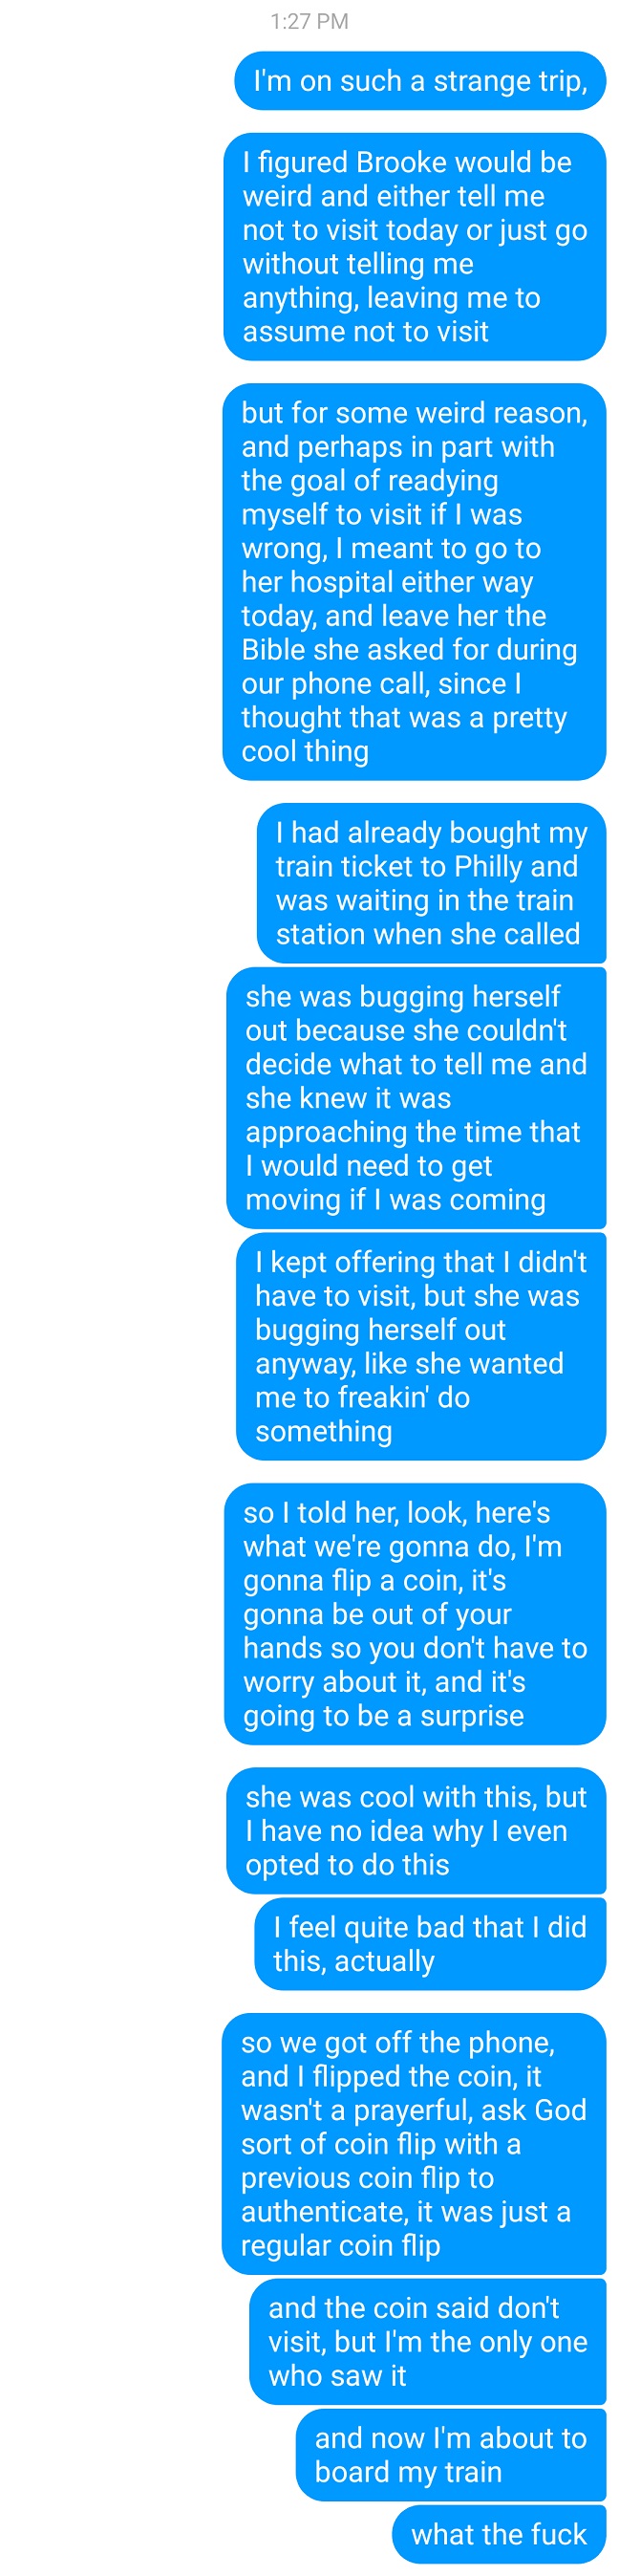 1:27 PM
I'm on such a strange trip,
I figured Brooke would be
weird and either tell me
not to visit today or just go
without telling me
anything, leaving me to
assume not to visit
but for some weird reason,
and perhaps in part with
the goal of readying
myself to visit if I was
wrong, I meant to go to
her hospital either way
today, and leave her the
Bible she asked for during
our phone call, since I
thought that was a pretty
cool thing
I had already bought my
train ticket to Philly and
was waiting in the train
station when she called
she was bugging herself
out because she couldn't
decide what to tell me and
she knew it was
approaching the time that
I would need to get
moving if I was coming
I kept offering that I didn't
have to visit, but she was
bugging herself out
anyway, like she wanted
me to freakin' do
something
so I told her, look, here's
what we're gonna do, I'm
gonna flip a coin, it's
gonna be out of your
hands so you don't have to
worry about it, and it's
going to be a surprise
she was cool with this, but
I have no idea why I even
opted to do this
I feel quite bad that I did
this, actually
so we got off the phone,
and I flipped the coin, it
wasn't a prayerful, ask God
sort of coin flip with a
previous coin flip to
authenticate, it was just a
regular coin flip
and the coin said don't
visit, but I'm the only one
who saw it
and now I'm about to
board my train
what the fuck